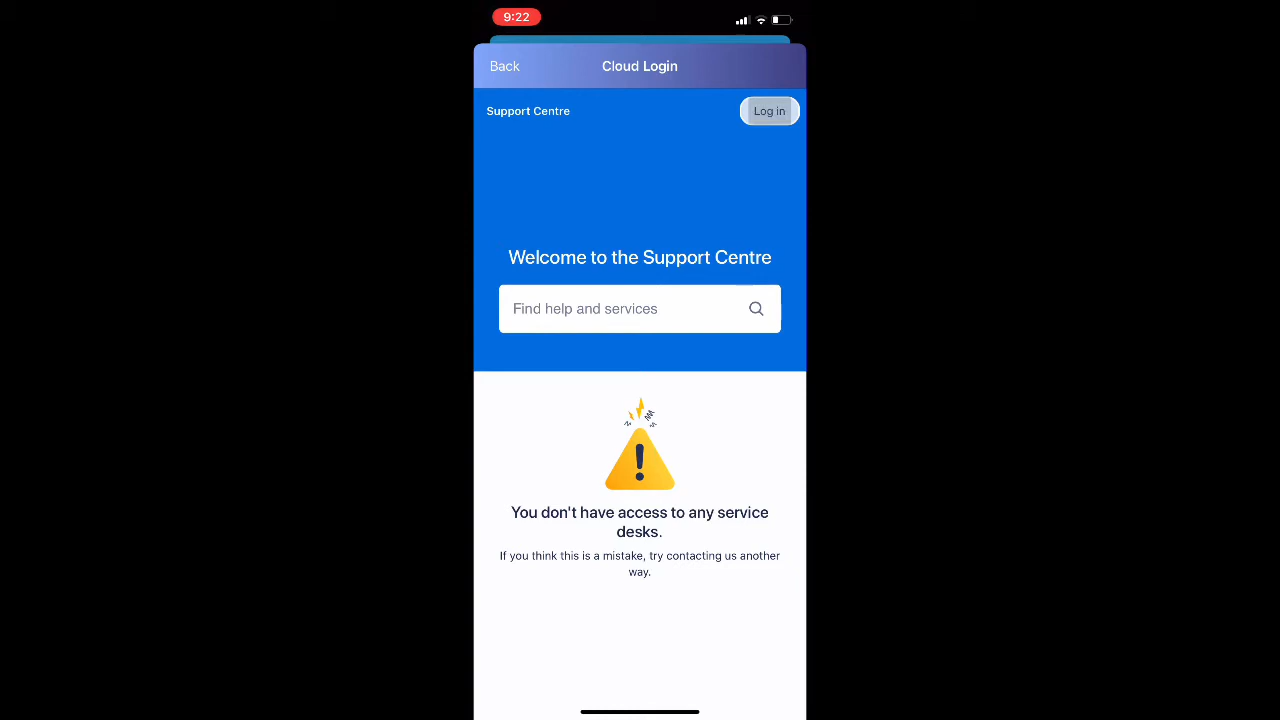 9:22
Back
Cloud Login
Support Centre
Log in
Welcome to the Support Centre
Find help and services
You don't have access to any service
desks.
If you think this is a mistake, try contacting us another
way.